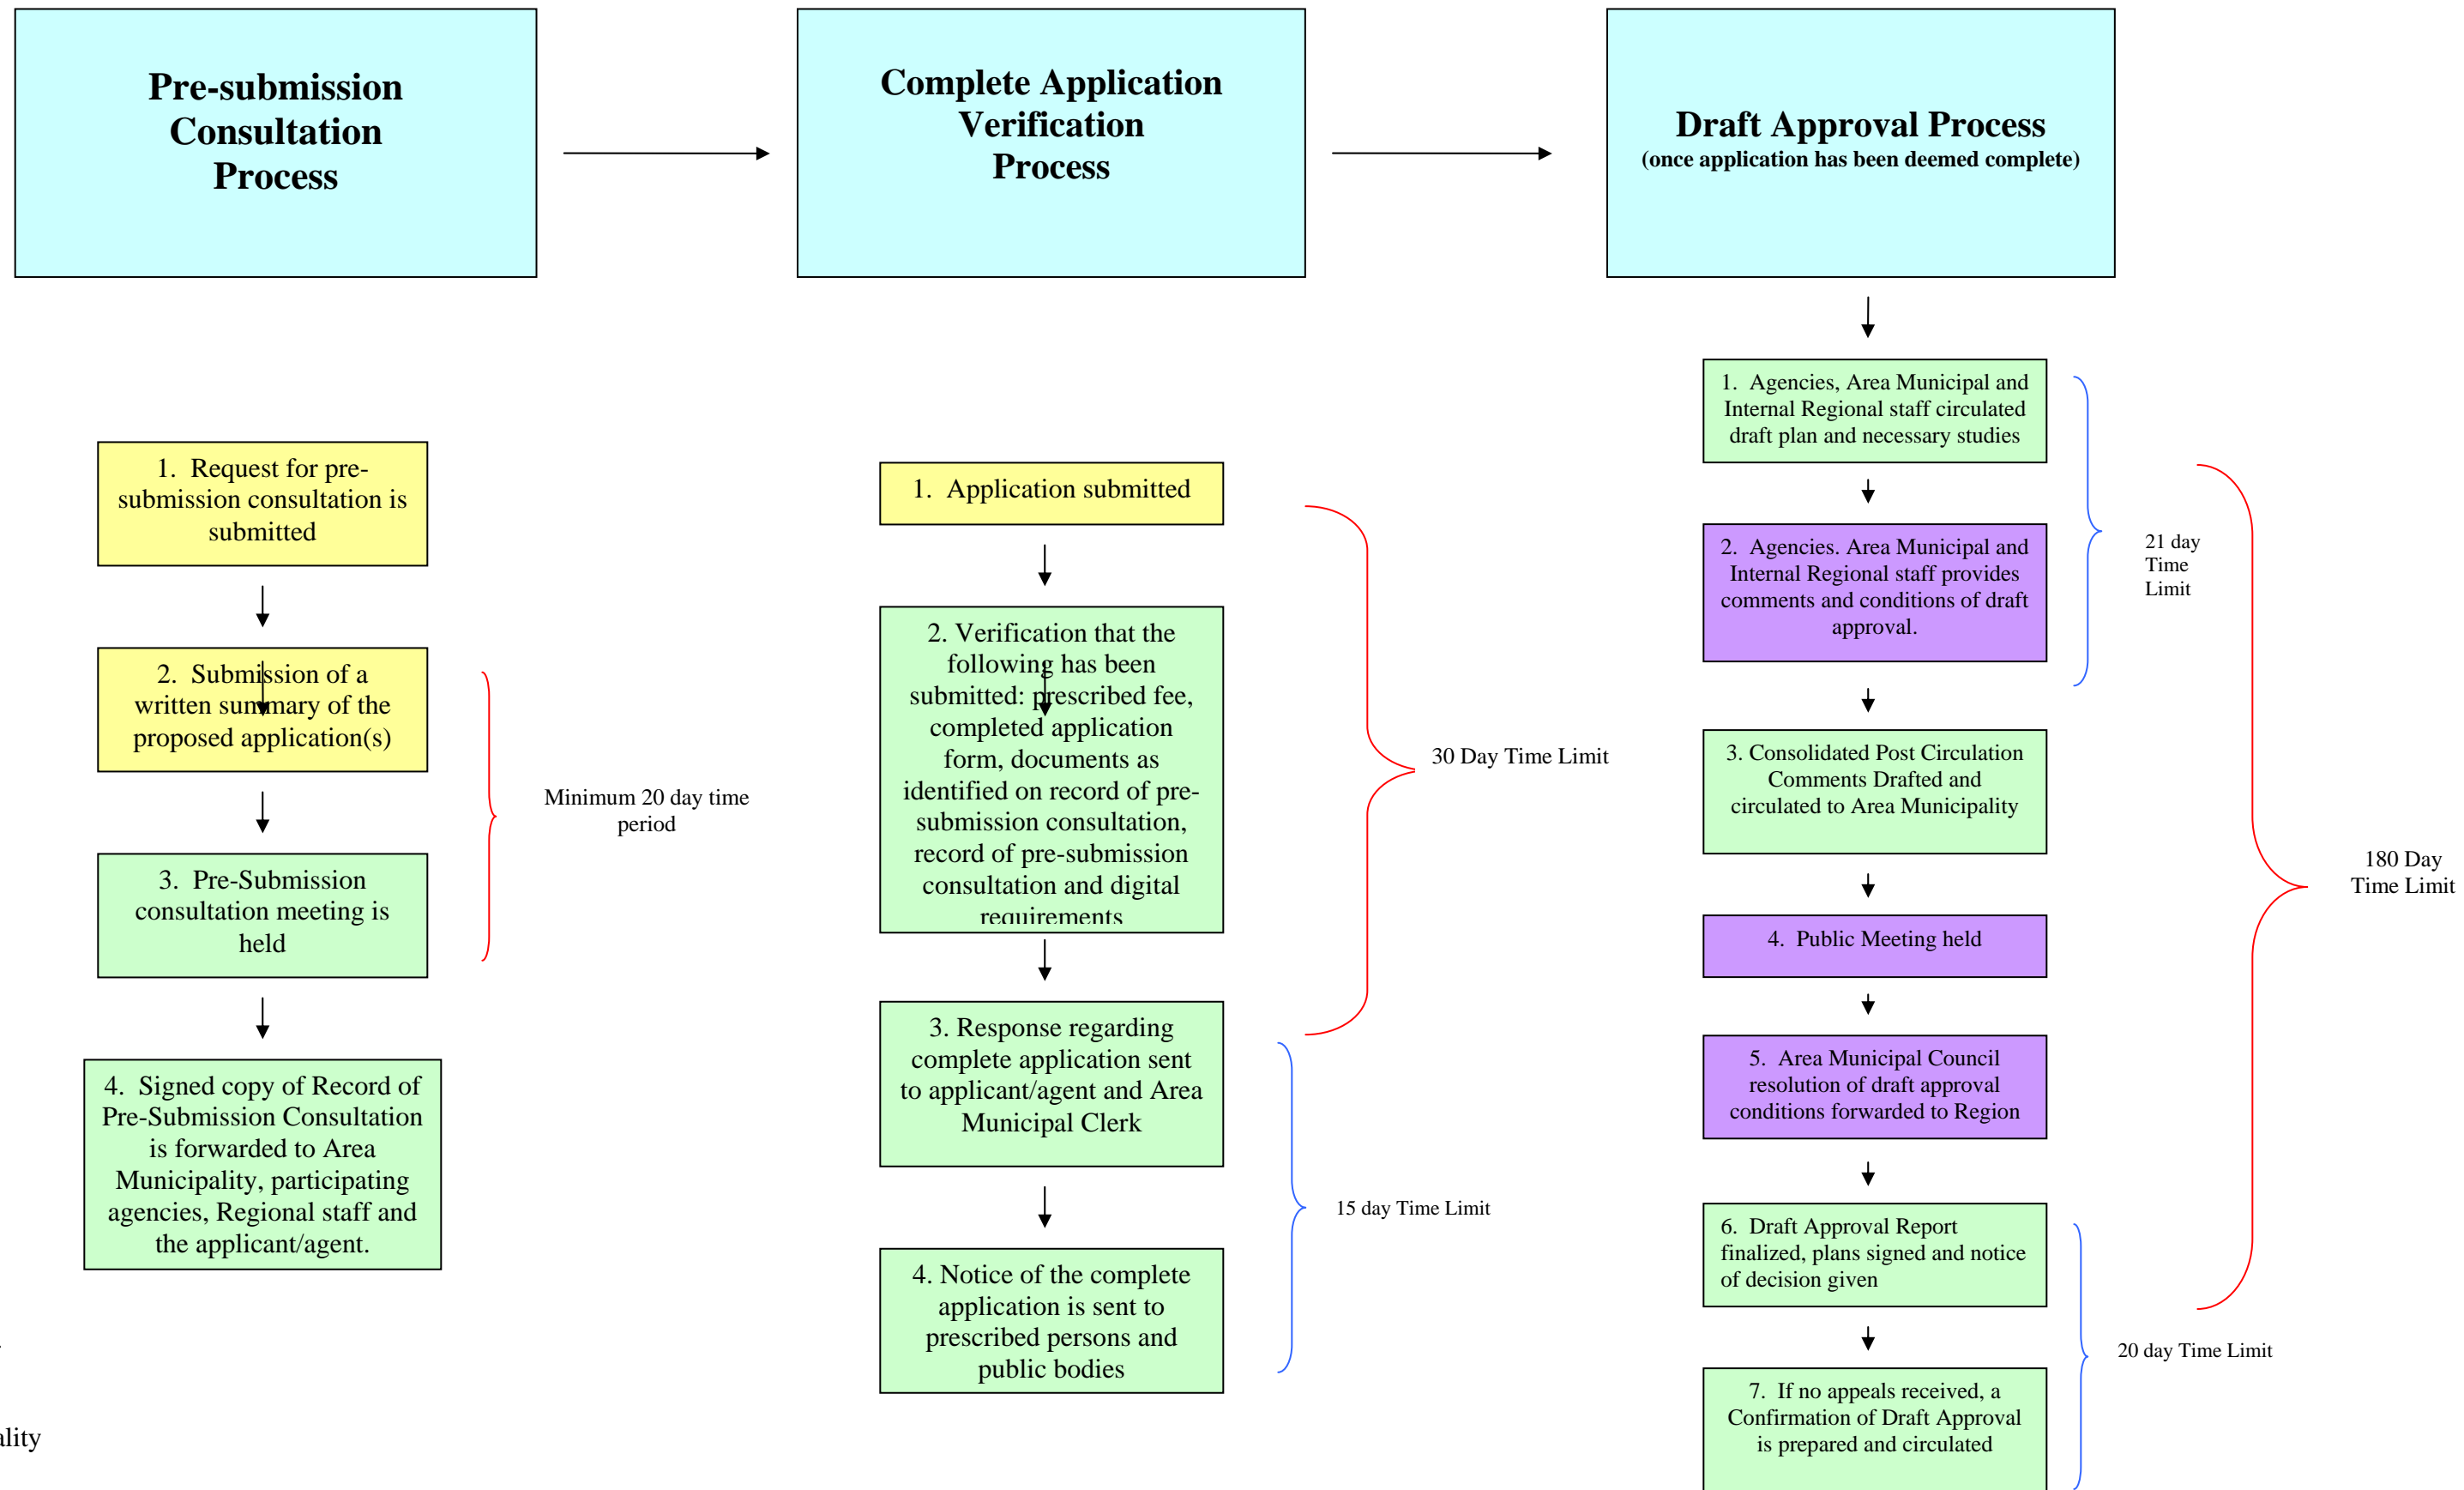 Pre-submission
Consultation
Process
Complete Application
Verification
Process
Draft Approval Process
(once application has been deemed complete)
1. Request for pre-
submission consultation is
submitted
2. Submission of a
written summary of the
proposed application(s)
3. Pre-Submission
consultation meeting is
held
4. Signed copy of Record of
Pre-Submission Consultation
is forwarded to Area
Municipality, participating
agencies, Regional staff and
the applicant/agent.
Minimum 20 day time
period
1. Application submitted
2. Verification that the
following has been
submitted: prescribed fee,
completed application
form, documents as
identified on record of pre-
submission consultation,
record of pre-submission
consultation and digital
requirements
3. Response regarding
complete application sent
to applicant/agent and Area
Municipal Clerk
4. Notice of the complete
application is sent to
prescribed persons and
public bodies
30 Day Time Limit
15 day Time Limit
1. Agencies, Area Municipal and
Internal Regional staff circulated
draft plan and necessary studies
2. Agencies. Area Municipal and
Internal Regional staff provides
comments and conditions of draft
approval.
3. Consolidated Post Circulation
Comments Drafted and
circulated to Area Municipality
4. Public Meeting held
5. Area Municipal Council
resolution of draft approval
conditions forwarded to Region
6. Draft Approval Report
finalized, plans signed and notice
of decision given
7. If no appeals received, a
Confirmation of Draft Approval
is prepared and circulated
21 day
Time
Limit
180 Day
Time Limit
20 day Time Limit
ality